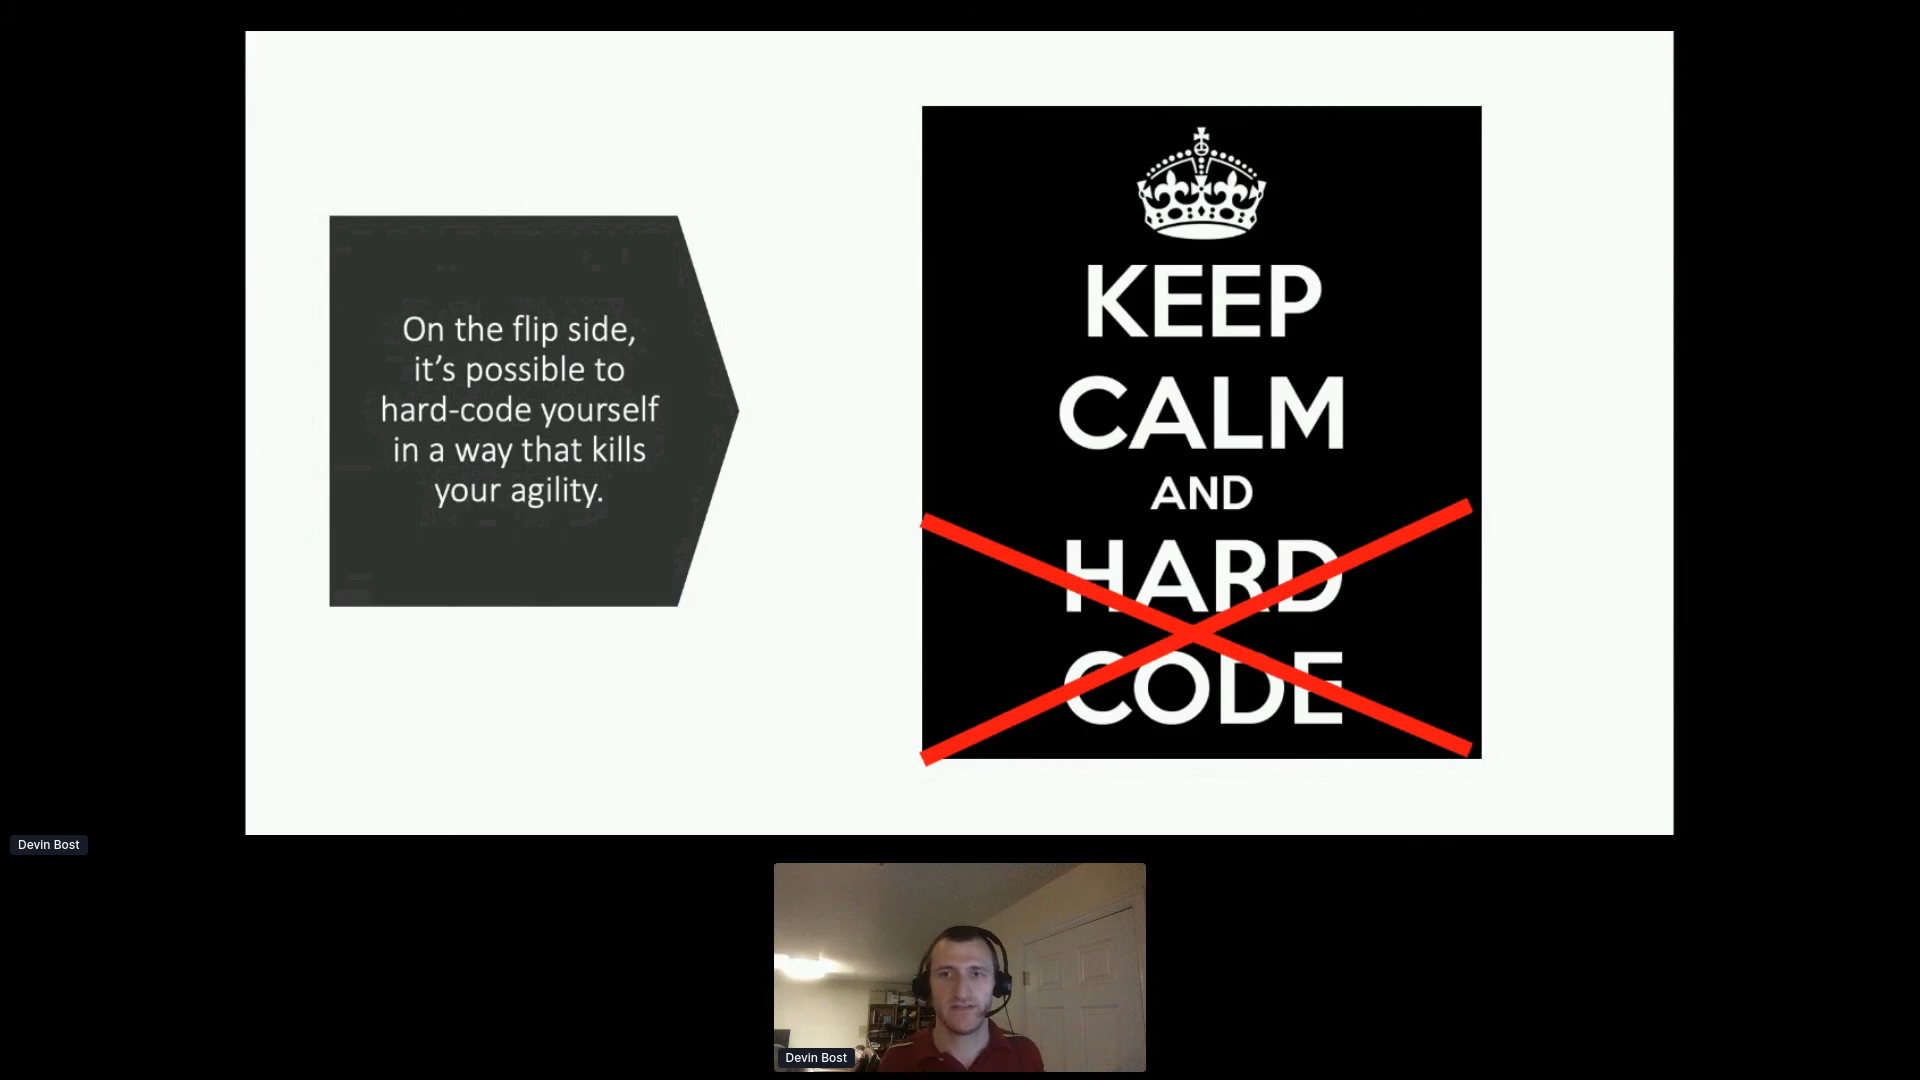 On the flip side,
it's possible to
hard-code yourself
in a way that kills
your agility.
KEEP
CALM
AND
HARD
CODE
Devin Bost
Devin Bost